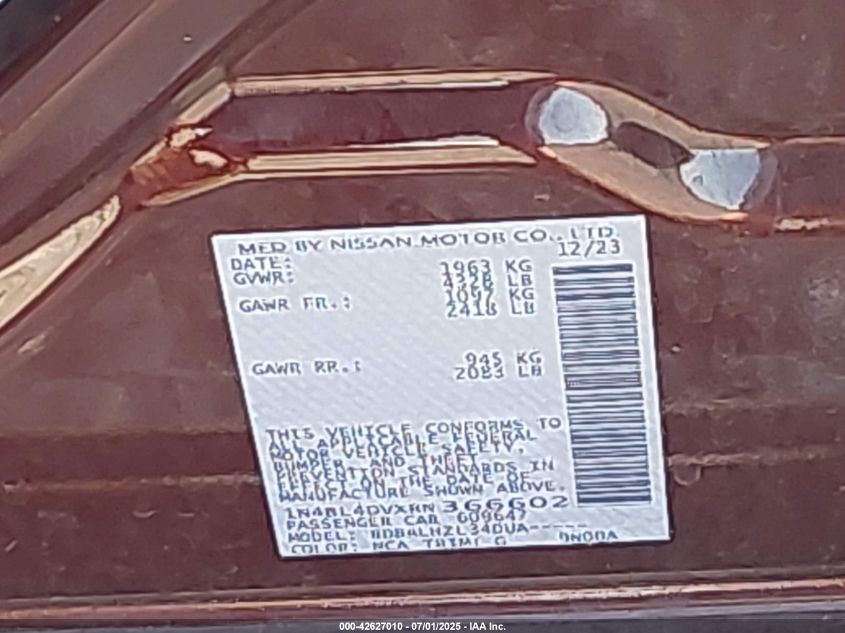 MFD BY NISSAN MOTOR CO., LTD.
DATE: 12/23
GVWR: 1963 KG
4328 LB
GAWR FR.: 1097 KG
2418 LB
GAWR RR.: 945 KG
2083 LB
THIS VEHICLE CONFORMS TO
ALL APPLICABLE FEDERAL
MOTOR VEHICLE SAFETY,
BUMPER, AND THEFT
PREVENTION STANDARDS IN
EFFECT ON THE DATE OF
MANUFACTURE SHOWN ABOVE.
PASSENGER CAR 609647
MODEL:
COLOR: NCA TRIM: G
000-42627010 - 07/01/2025 - IAA Inc.